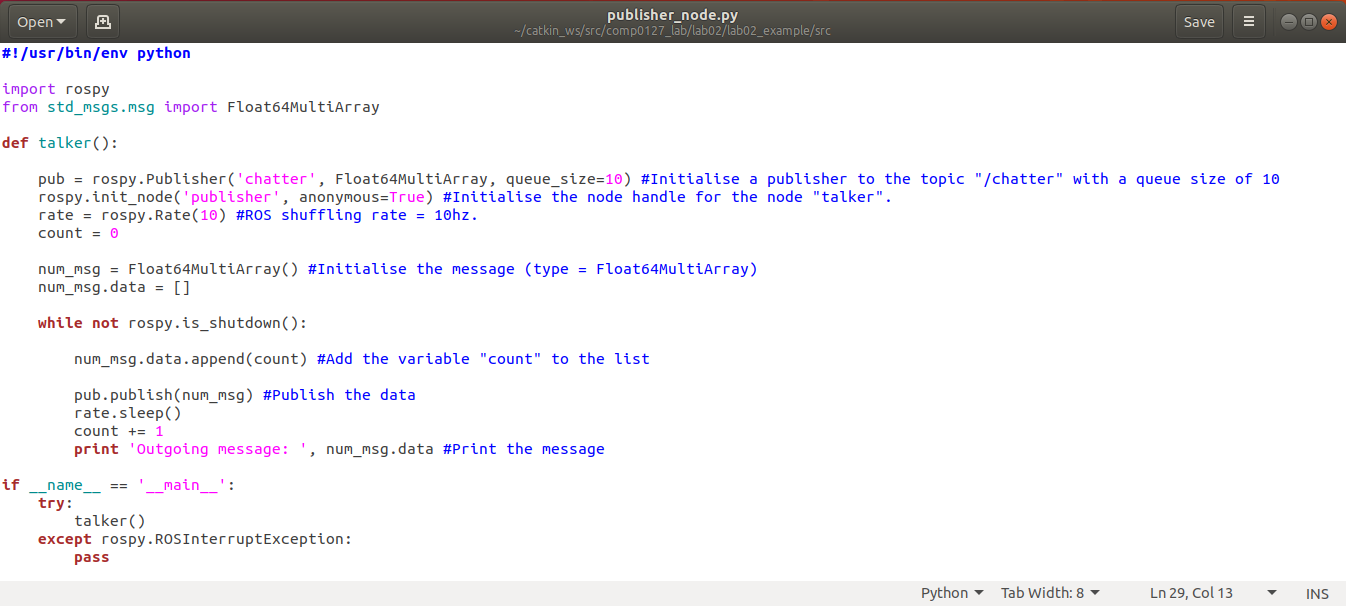 Open
publisher_node.py
~/catkin_ws/src/comp0127_lab/lab02/lab02_example/src
Save
#!/usr/bin/env python
import rospy
from std_msgs.msg import Float64MultiArray
def talker():
    pub = rospy.Publisher('chatter', Float64MultiArray, queue_size=10) #Initialise a publisher to the topic "/chatter" with a queue size of 10
    rospy.init_node('publisher', anonymous=True) #Initialise the node handle for the node "talker".
    rate = rospy.Rate(10) #ROS shuffling rate = 10hz.
    count = 0
    num_msg = Float64MultiArray() #Initialise the message (type = Float64MultiArray)
    num_msg.data = []
    while not rospy.is_shutdown():
        num_msg.data.append(count) #Add the variable "count" to the list
        pub.publish(num_msg) #Publish the data
        rate.sleep()
        count += 1
        print 'Outgoing message: ', num_msg.data #Print the message
if __name__ == '__main__':
    try:
        talker()
    except rospy.ROSInterruptException:
        pass
Python Tab Width: 8 Ln 29, Col 13 INS